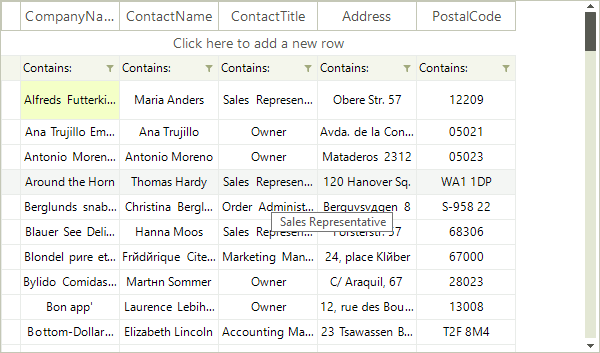 CompanyNa... ContactName ContactTitle Address PostalCode
Click here to add a new row
Contains: Contains: Contains: Contains: Contains:
Alfreds Futterki... Maria Anders Sales Represen... Obere Str. 57 12209
Ana Trujillo Em... Ana Trujillo Owner Avda. de la Con... 05021
Antonio Moreno... Antonio Moreno Owner Mataderos 2312 05023
Around the Horn Thomas Hardy Sales Represen... 120 Hanover Sq. WA1 1DP
Berglunds snab... Christina Bergl... Order Administ... Berguvsvдgen 8 S-958 22
Sales Representative
Blauer See Deli... Hanna Moos Sales Represen... Forsterstr. 57 68306
Blondel pиre et... Frйdйrique Cite... Marketing Man... 24, place Klйber 67000
Bylido Comidas... Martнn Sommer Owner C/ Araquil, 67 28023
Bon app' Laurence Lebih... Owner 12, rue des Bou... 13008
Bottom-Dollar... Elizabeth Lincoln Accounting Ma... 23 Tsawassen B... T2F 8M4